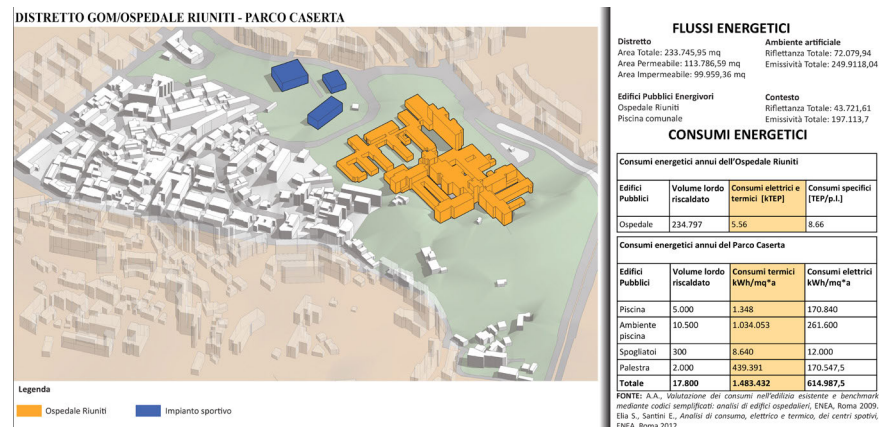 DISTRETTO GOM/OSPEDALE RIUNITI - PARCO CASERTA
Legenda
Ospedale Riuniti Impianto sportivo
FLUSSI ENERGETICI
Distretto
Area Totale: 233.745,95 mq
Area Permeabile: 113.786,59 mq
Area Impermeabile: 99.959,36 mq
Ambiente artificiale
Riflettanza Totale: 72.079,94
Emissività Totale: 249.9118,04
Edifici Pubblici Energivori
Ospedale Riuniti
Piscina comunale
Contesto
Riflettanza Totale: 43.721,61
Emissività Totale: 197.113,7
CONSUMI ENERGETICI
Consumi energetici annui dell'Ospedale Riuniti
Edifici Pubblici Volume lordo riscaldato Consumi elettrici e termici [kTEP] Consumi specifici [TEP/p.l.]
Ospedale 234.797 5.56 8.66
Consumi energetici annui del Parco Caserta
Edifici Pubblici Volume lordo riscaldato Consumi termici kWh/mq*a Consumi elettrici kWh/mq*a
Piscina 5.000 1.348 170.840
Ambiente piscina 10.500 1.034.053 261.600
Spogliatoi 300 8.640 12.000
Palestra 2.000 439.391 170.547,5
Totale 17.800 1.483.432 614.987,5
FONTE: A.A., Valutazione dei consumi nell'edilizia esistente e benchmark
mediante codici semplificati: analisi di edifici ospedalieri, ENEA, Roma 2009.
Elia S., Santini E., Analisi di consumo, elettrico e termico, dei centri spotivi,
ENEA, Roma 2012